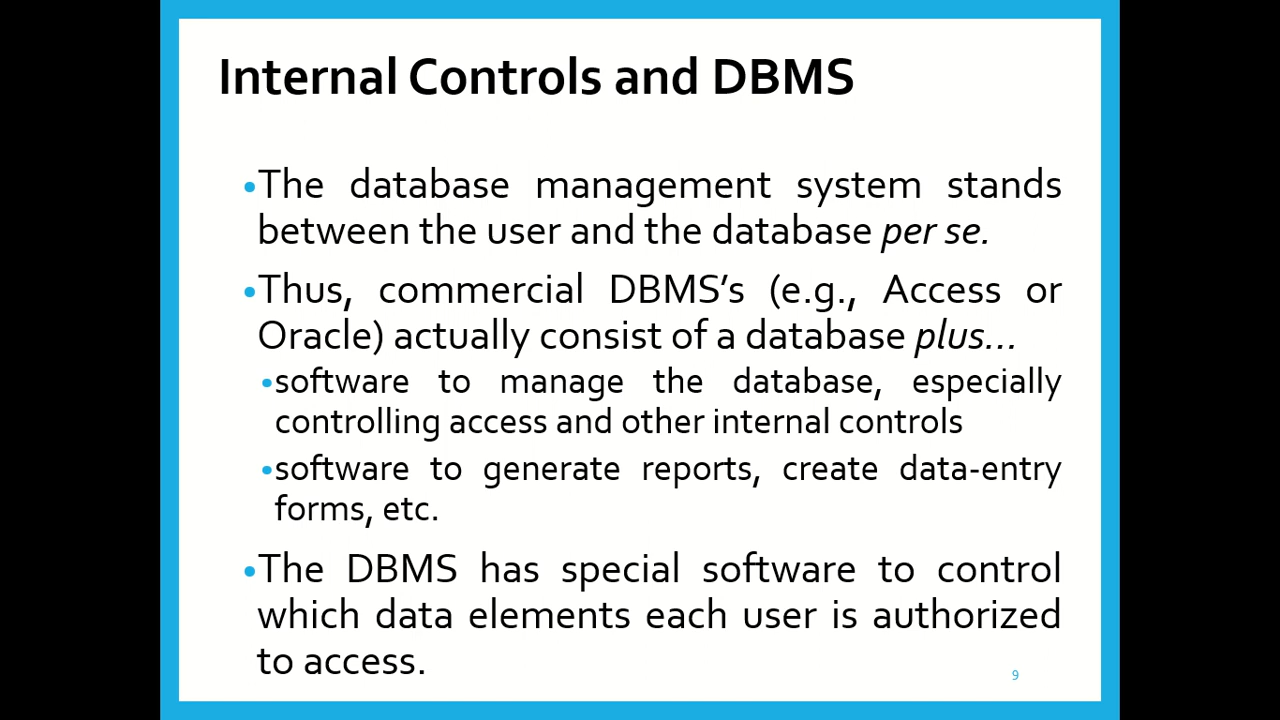 Internal Controls and DBMS
•The database management system stands
between the user and the database per se.
•Thus, commercial DBMS’s (e.g., Access or
Oracle) actually consist of a database plus…
•software to manage the database, especially
controlling access and other internal controls
•software to generate reports, create data-entry
forms, etc.
•The DBMS has special software to control
which data elements each user is authorized
to access.
9